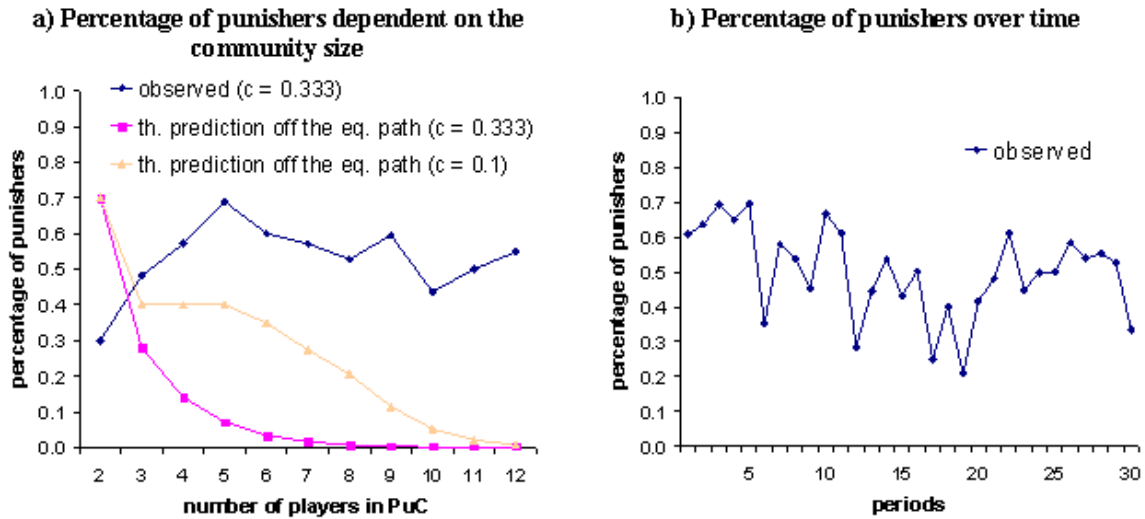 a) Percentage of punishers dependent on the
community size
observed (c = 0.333)
th. prediction off the eq. path (c = 0.333)
th. prediction off the eq. path (c = 0.1)
percentage of punishers
1.0
0.9
0.8
0.7
0.6
0.5
0.4
0.3
0.2
0.1
0.0
2 3 4 5 6 7 8 9 10 11 12
number of players in PuC
b) Percentage of punishers over time
observed
percentage of punishers
1.0
0.9
0.8
0.7
0.6
0.5
0.4
0.3
0.2
0.1
0.0
5 10 15 20 25 30
periods